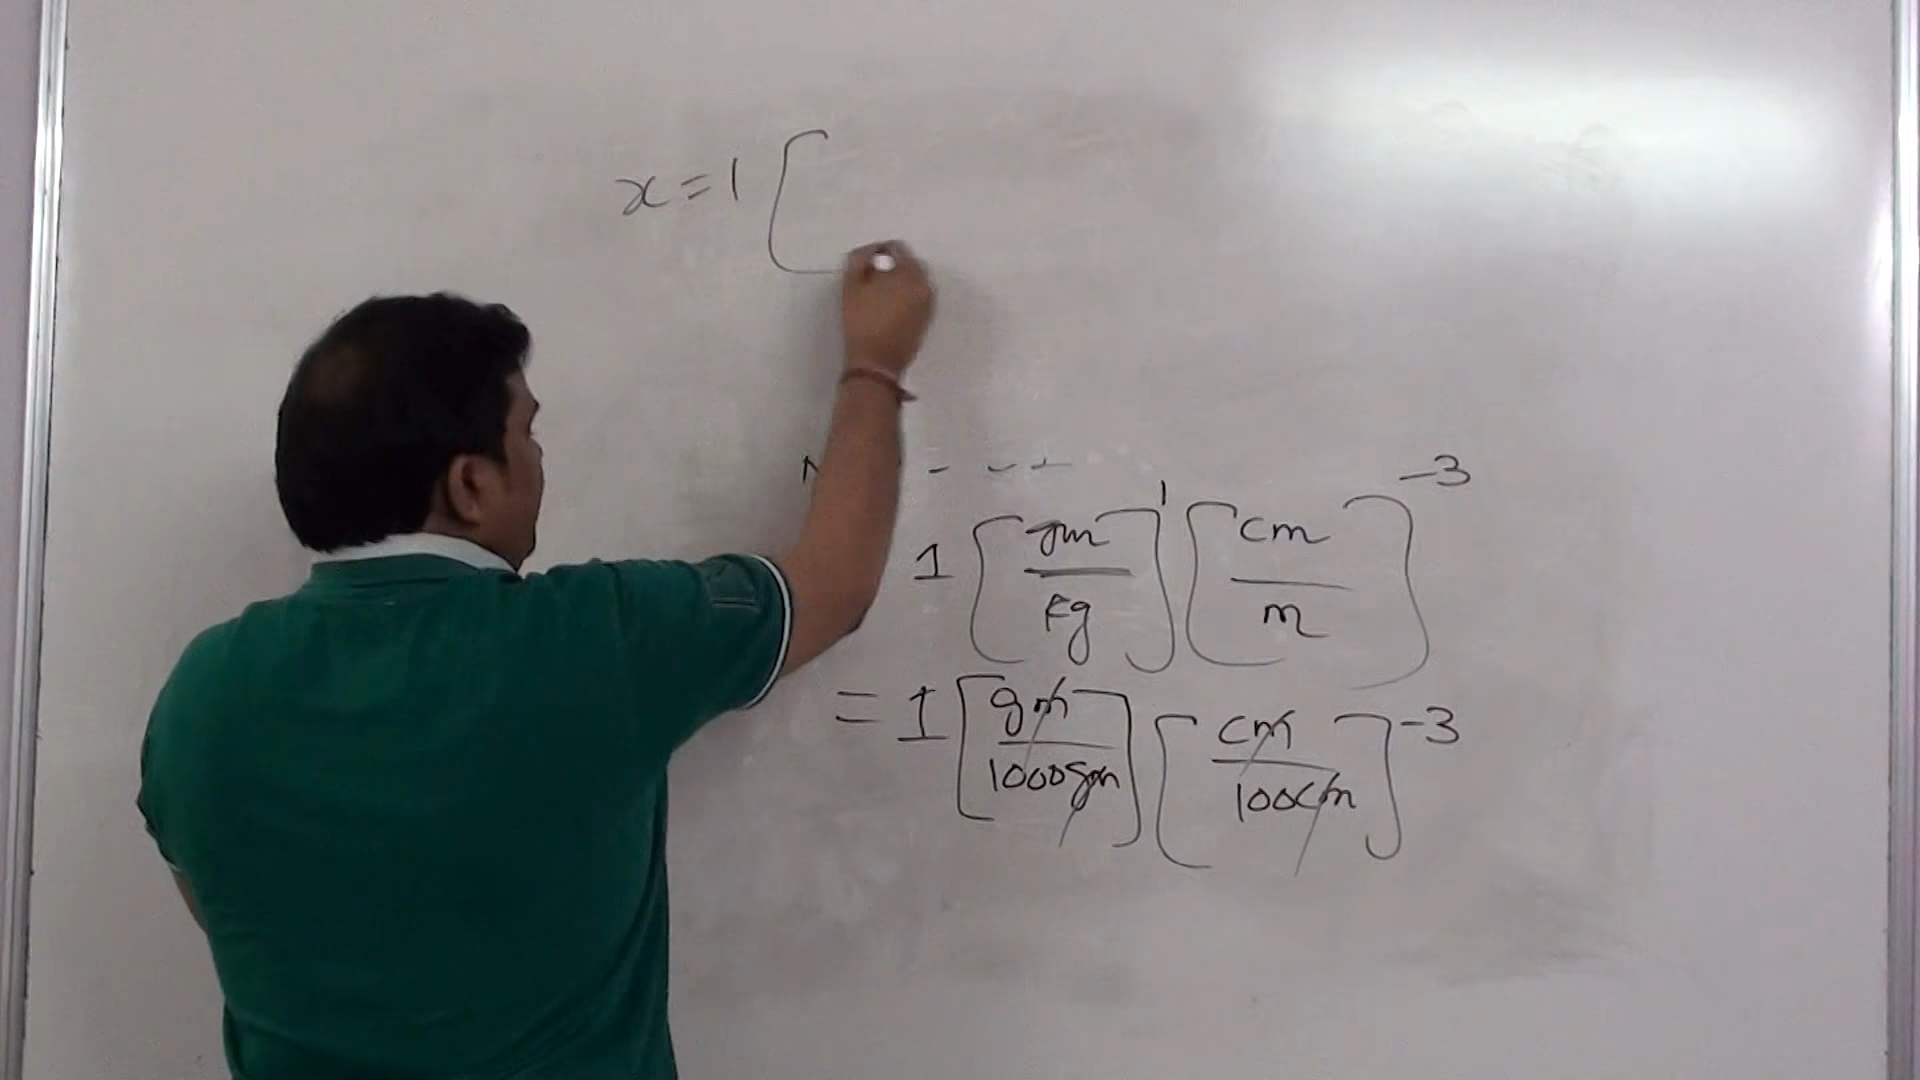 x = 1 [
1 [gm/kg]^1 [cm/m]^-3
= 1 [gm/1000gm] [cm/100cm]^-3